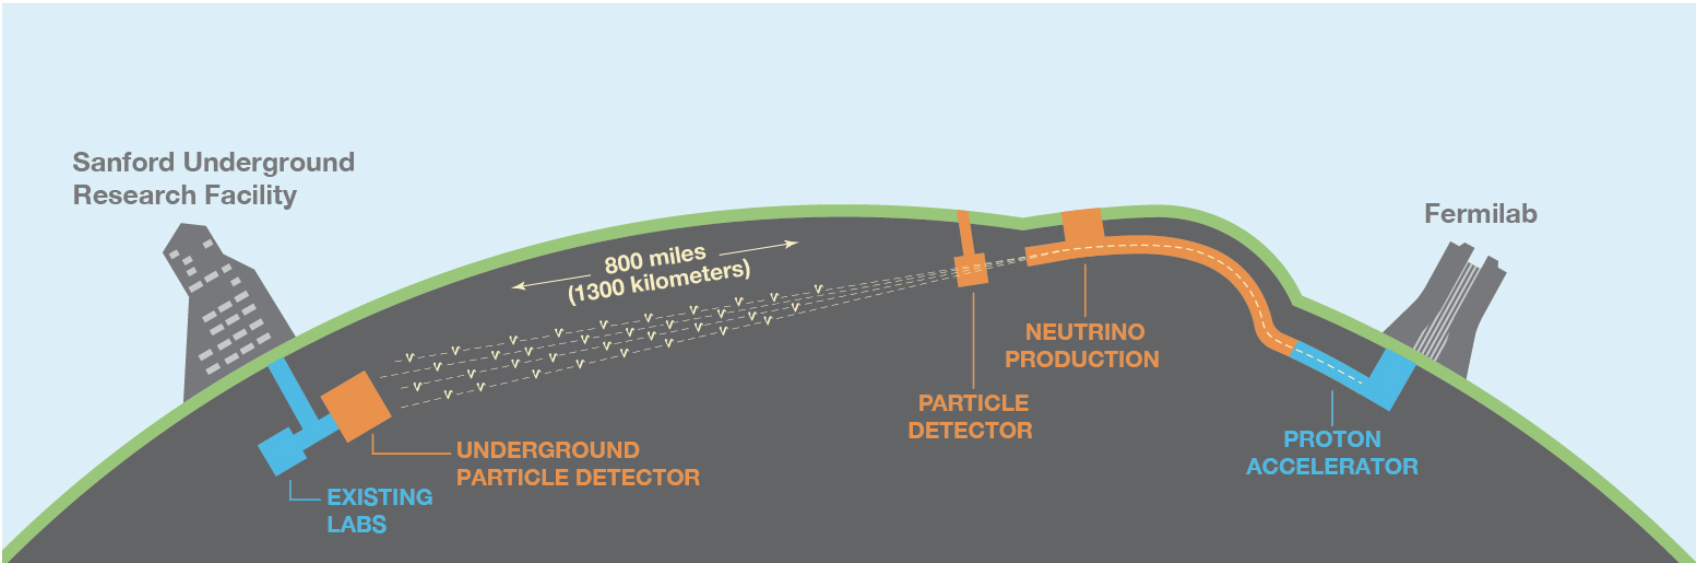 Sanford Underground
Research Facility
Fermilab
800 miles
(1300 kilometers)
NEUTRINO
PRODUCTION
PARTICLE
DETECTOR
PROTON
ACCELERATOR
UNDERGROUND
PARTICLE DETECTOR
EXISTING
LABS